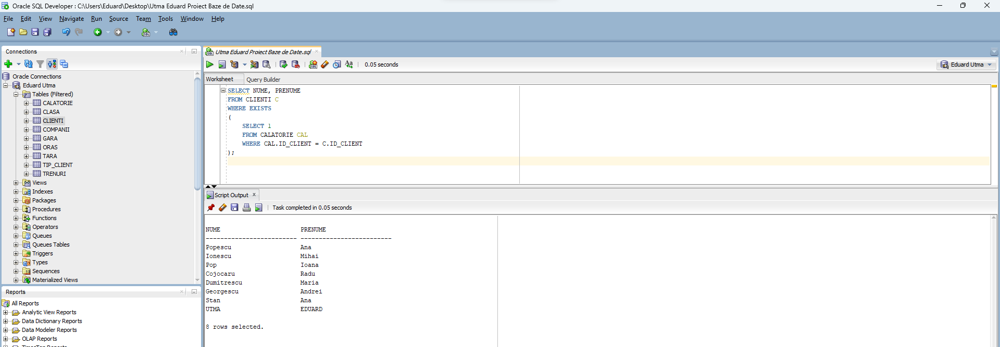 Oracle SQL Developer : C:\Users\Eduard\Desktop\Utma Eduard Proiect Baze de Date.sql
File Edit View Navigate Run Source Team Tools Window Help
Connections
Oracle Connections
Eduard Utma
Tables (Filtered)
CALATORIE
CLASA
CLIENTI
COMPANII
GARA
ORAS
TARA
TIP_CLIENT
TRENURI
Views
Indexes
Packages
Procedures
Functions
Operators
Queues
Queues Tables
Triggers
Types
Sequences
Materialized Views
Reports
All Reports
Analytic View Reports
Data Dictionary Reports
Data Modeler Reports
OLAP Reports
TimesTen Reports
Utma Eduard Proiect Baze de Date.sql
0.05 seconds
Eduard Utma
Worksheet Query Builder
SELECT NUME, PRENUME
FROM CLIENTI C
WHERE EXISTS
(
SELECT 1
FROM CALATORIE CAL
WHERE CAL.ID_CLIENT = C.ID_CLIENT
);
Script Output
Task completed in 0.05 seconds
NUME PRENUME
------------------------- -------------------------
Popescu Ana
Ionescu Mihai
Pop Ioana
Cojocaru Radu
Dumitrescu Maria
Georgescu Andrei
Stan Ana
UTMA EDUARD
8 rows selected.